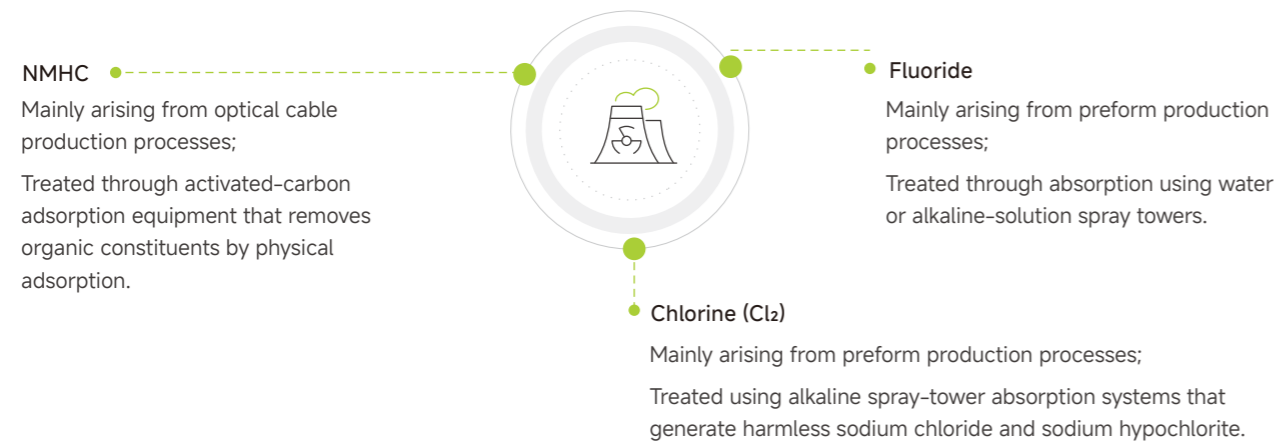 NMHC
Mainly arising from optical cable
production processes;
Treated through activated-carbon
adsorption equipment that removes
organic constituents by physical
adsorption.
Fluoride
Mainly arising from preform production
processes;
Treated through absorption using water
or alkaline-solution spray towers.
Chlorine (Cl₂)
Mainly arising from preform production processes;
Treated using alkaline spray-tower absorption systems that
generate harmless sodium chloride and sodium hypochlorite.